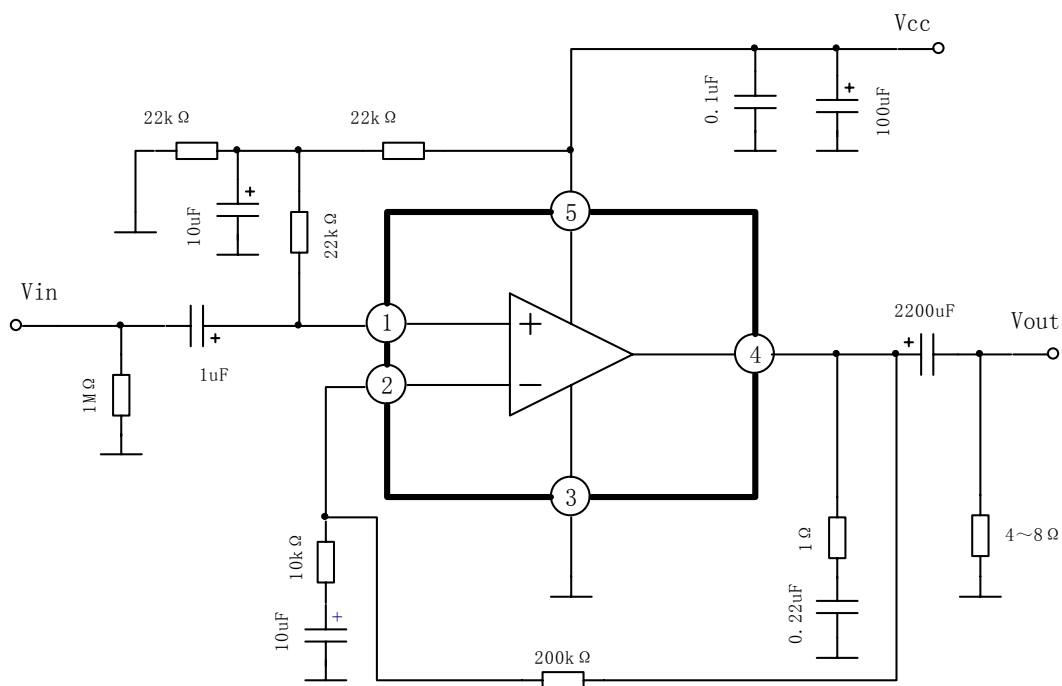 Vcc
0.1uF
+
100uF
22kΩ
22kΩ
10uF
+
22kΩ
5
Vin
1
+
2200uF
Vout
+
1uF
+
4
1MΩ
2
−
3
10kΩ
10uF
+
1Ω
4～8Ω
0.22uF
200kΩ